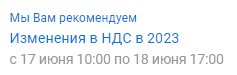 Мы Вам рекомендуем
Изменения в НДС в 2023
с 17 июня 10:00 по 18 июня 17:00